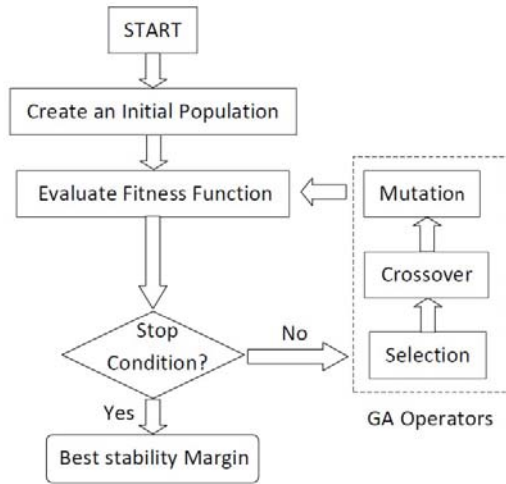 START
Create an Initial Population
Evaluate Fitness Function
Mutation
Crossover
Stop
Condition?
No
Selection
Yes
GA Operators
Best stability Margin